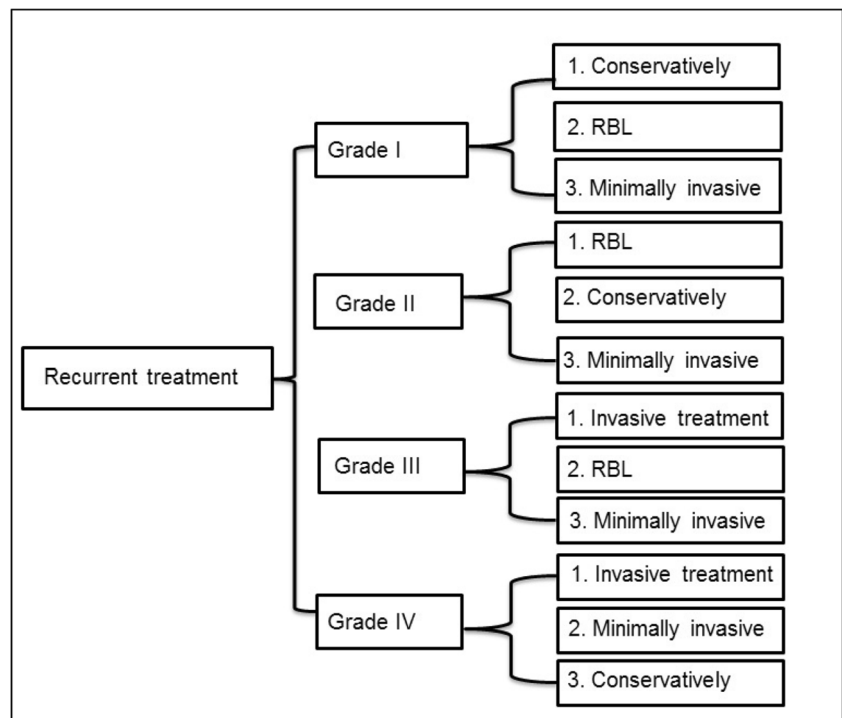 Recurrent treatment
Grade I
1. Conservatively
2. RBL
3. Minimally invasive
Grade II
1. RBL
2. Conservatively
3. Minimally invasive
Grade III
1. Invasive treatment
2. RBL
3. Minimally invasive
Grade IV
1. Invasive treatment
2. Minimally invasive
3. Conservatively